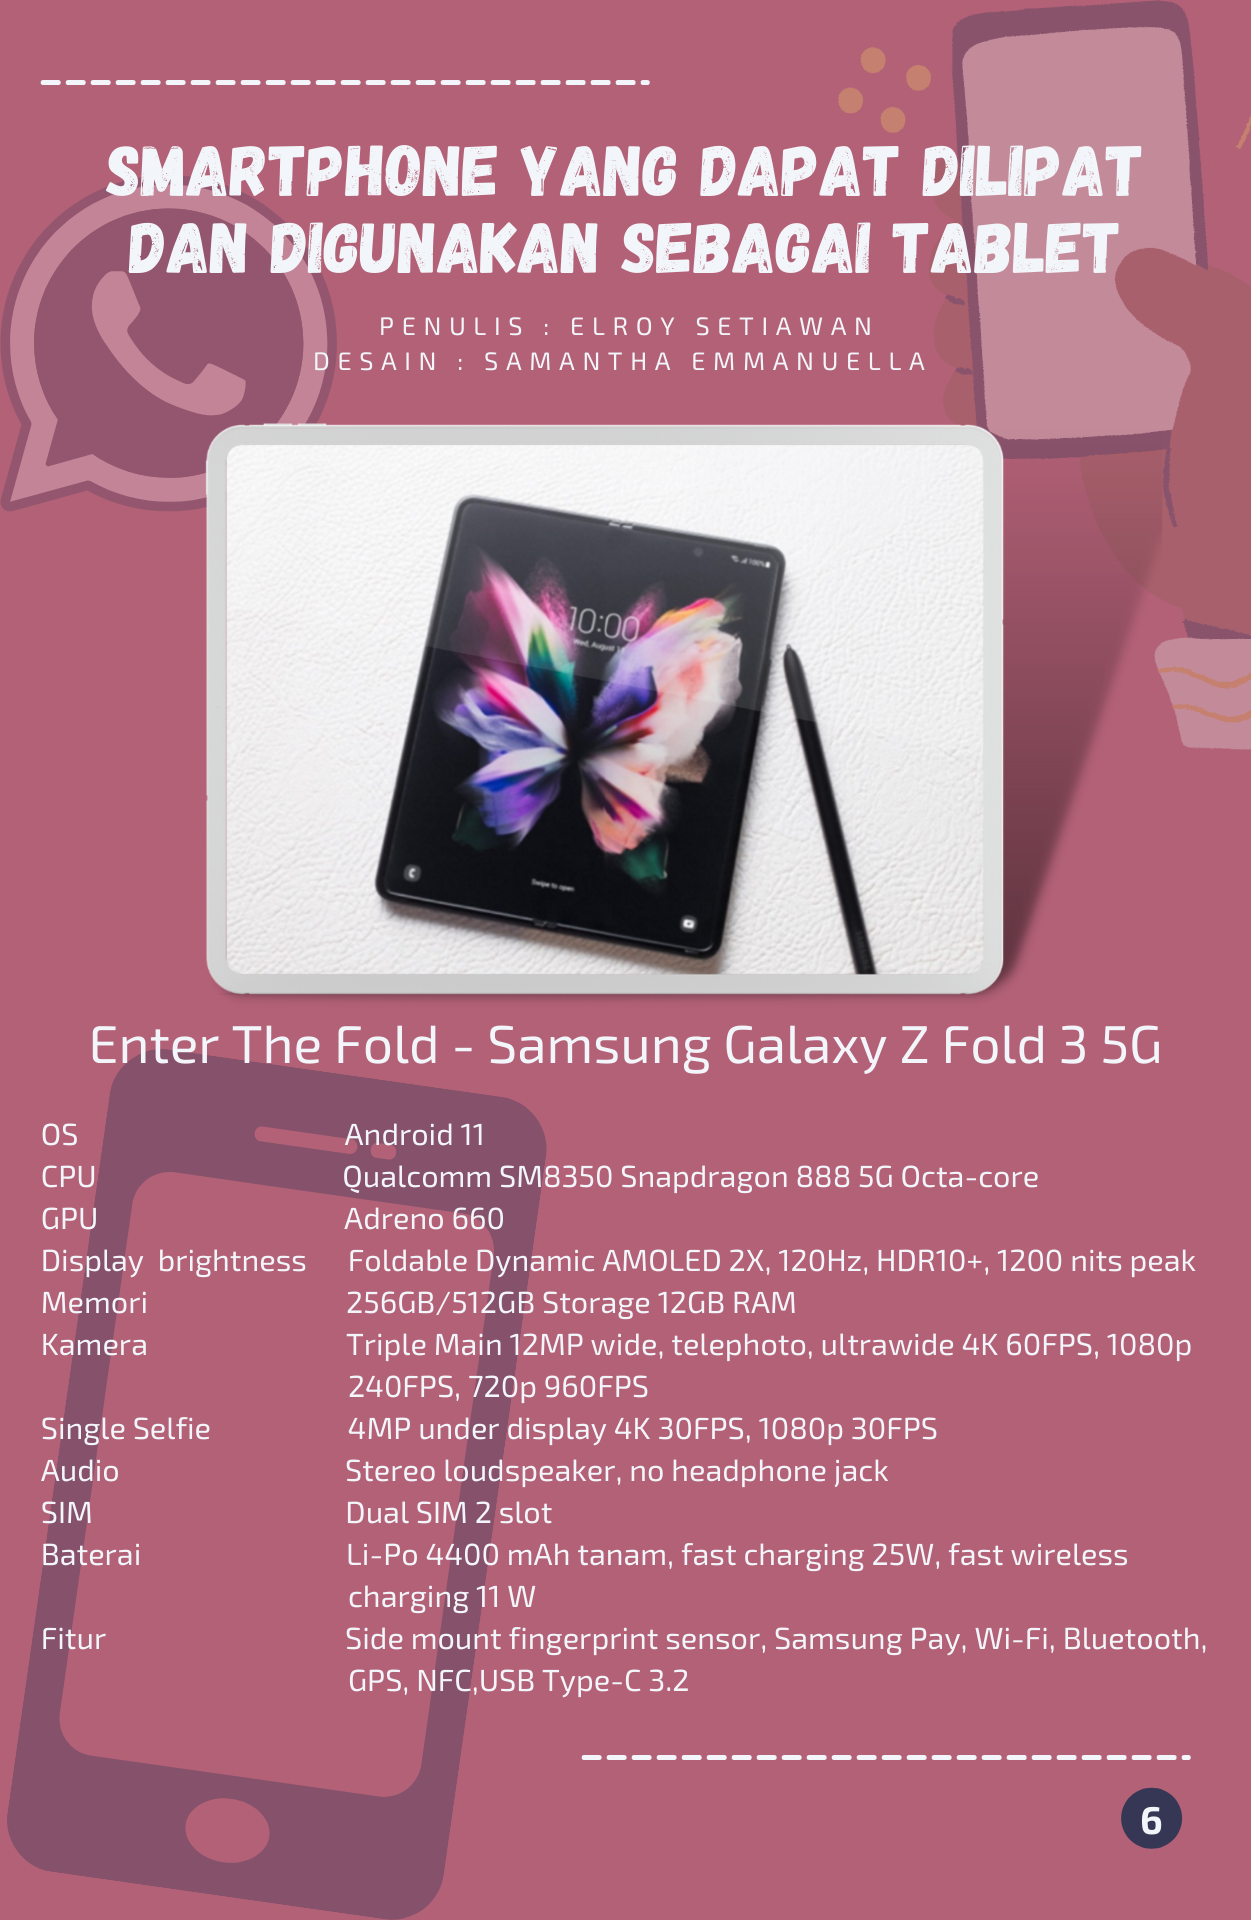 SMARTPHONE YANG DAPAT DILIPAT
DAN DIGUNAKAN SEBAGAI TABLET
PENULIS : ELROY SETIAWAN
DESAIN : SAMANTHA EMMANUELLA
100%
10:00
Wed, August
Swipe to open
Enter The Fold - Samsung Galaxy Z Fold 3 5G
OS Android 11
CPU Qualcomm SM8350 Snapdragon 888 5G Octa-core
GPU Adreno 660
Display brightness Foldable Dynamic AMOLED 2X, 120Hz, HDR10+, 1200 nits peak
Memori 256GB/512GB Storage 12GB RAM
Kamera Triple Main 12MP wide, telephoto, ultrawide 4K 60FPS, 1080p
240FPS, 720p 960FPS
Single Selfie 4MP under display 4K 30FPS, 1080p 30FPS
Audio Stereo loudspeaker, no headphone jack
SIM Dual SIM 2 slot
Baterai Li-Po 4400 mAh tanam, fast charging 25W, fast wireless
charging 11 W
Fitur Side mount fingerprint sensor, Samsung Pay, Wi-Fi, Bluetooth,
GPS, NFC,USB Type-C 3.2
6